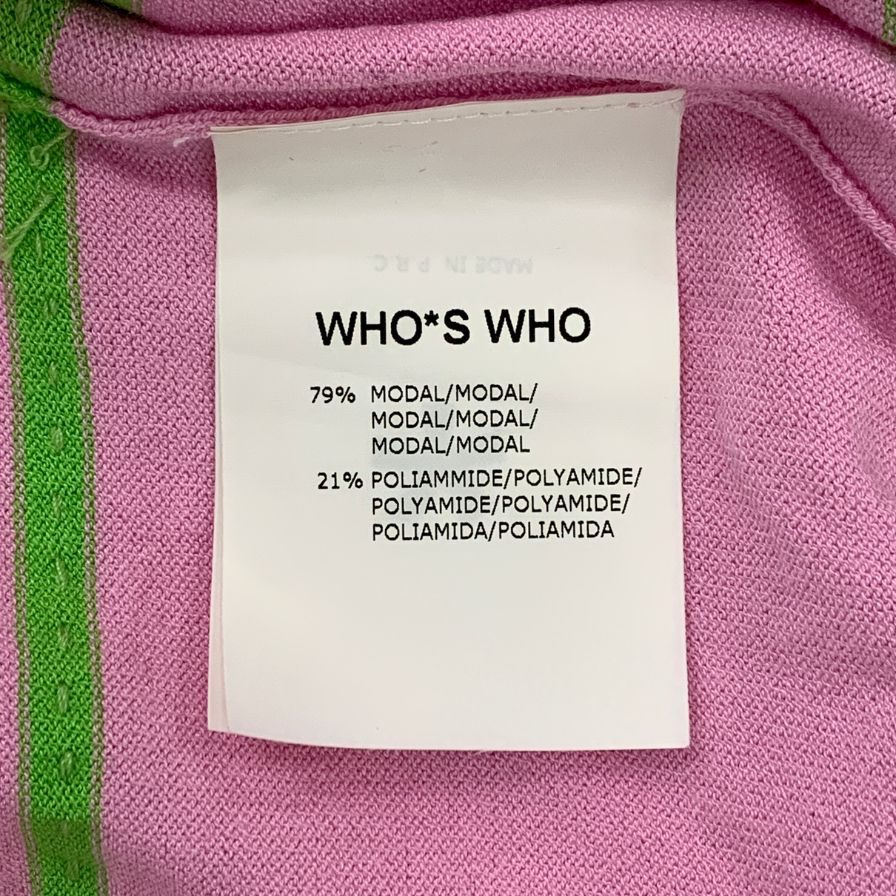 MADE IN P.R.C.
WHO*S WHO
79% MODAL/MODAL/
MODAL/MODAL/
MODAL/MODAL
21% POLIAMMIDE/POLYAMIDE/
POLYAMIDE/POLYAMIDE/
POLIAMIDA/POLIAMIDA